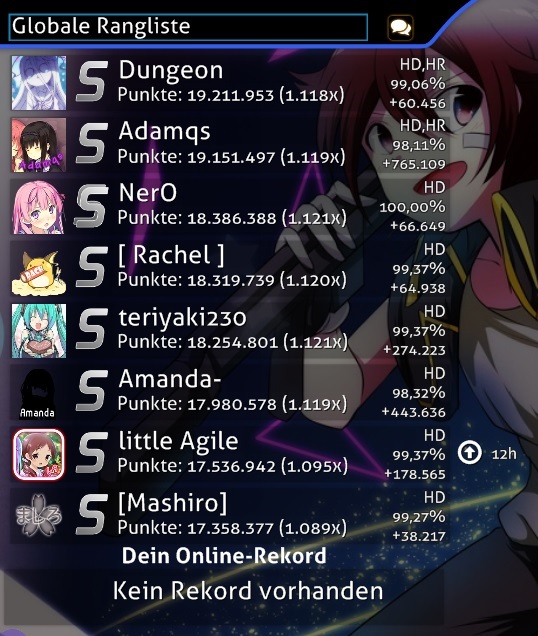 Globale Rangliste
S Dungeon HD,HR
Punkte: 19.211.953 (1.118x) 99,06%
+60.456
S Adamqs HD,HR
Adamqs
Punkte: 19.151.497 (1.119x) 98,11%
+765.109
S NerO HD
Punkte: 18.386.388 (1.121x) 100,00%
+66.649
S [ Rachel ] HD
Punkte: 18.319.739 (1.120x) 99,37%
+64.938
S teriyaki230 HD
Punkte: 18.254.801 (1.121x) 99,37%
+274.223
S Amanda- HD
Amanda
Punkte: 17.980.578 (1.119x) 98,32%
+443.636
S little Agile HD
Punkte: 17.536.942 (1.095x) 99,37% 12h
+178.565
S [Mashiro] HD
ましろ
Punkte: 17.358.377 (1.089x) 99,27%
+38.217
Dein Online-Rekord
Kein Rekord vorhanden